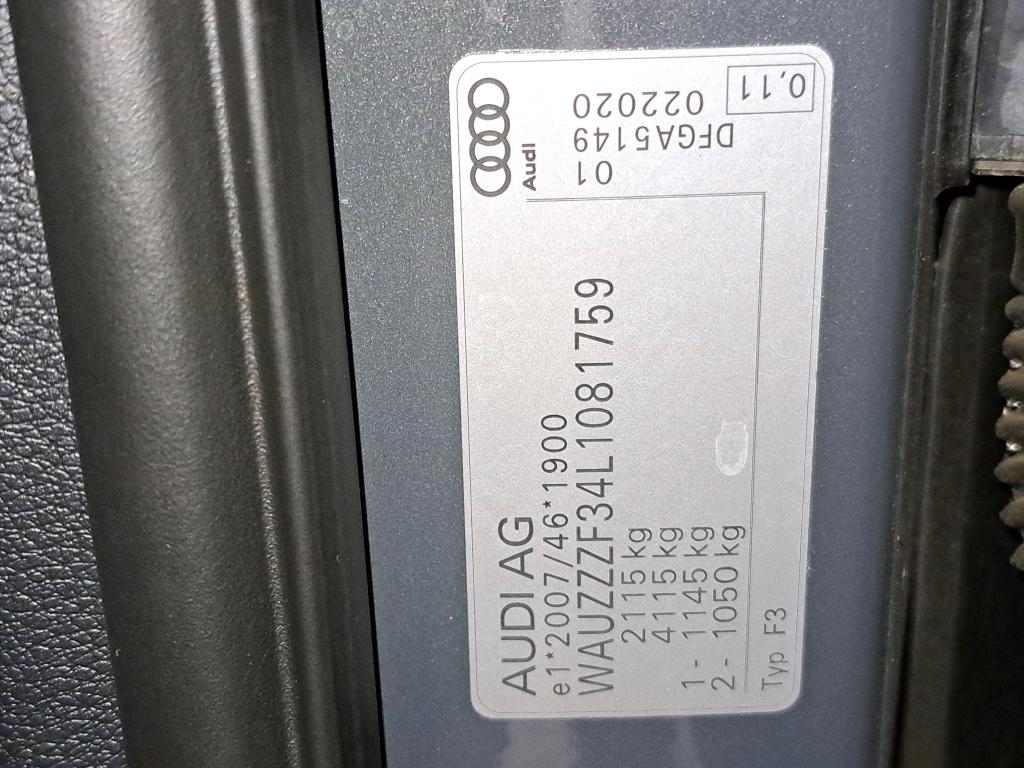 AUDI AG
e1*2007/46*1900
WAUZZZF34L1081759
2115 kg
4115 kg
1 - 1145 kg
2 - 1050 kg
Typ F3
Audi
01
DFGA5149
022020
0,11